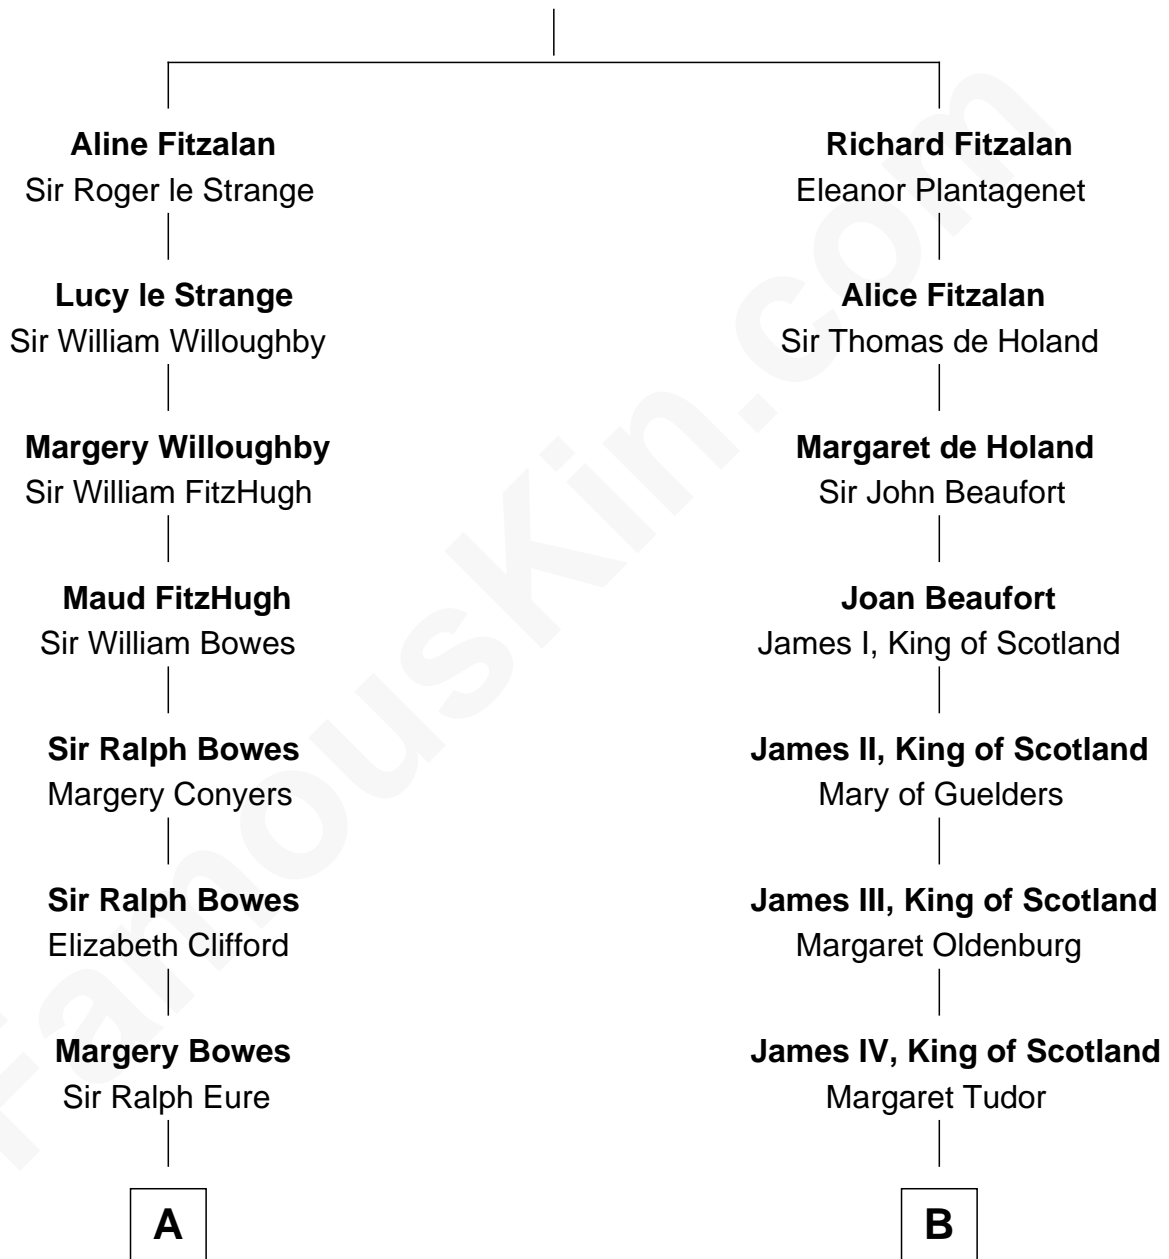 Aline Fitzalan
Sir Roger le Strange
Richard Fitzalan
Eleanor Plantagenet
Lucy le Strange
Sir William Willoughby
Alice Fitzalan
Sir Thomas de Holand
Margery Willoughby
Sir William FitzHugh
Margaret de Holand
Sir John Beaufort
Maud FitzHugh
Sir William Bowes
Joan Beaufort
James I, King of Scotland
Sir Ralph Bowes
Margery Conyers
James II, King of Scotland
Mary of Guelders
Sir Ralph Bowes
Elizabeth Clifford
James III, King of Scotland
Margaret Oldenburg
Margery Bowes
Sir Ralph Eure
James IV, King of Scotland
Margaret Tudor
A
B
FamousKin.com